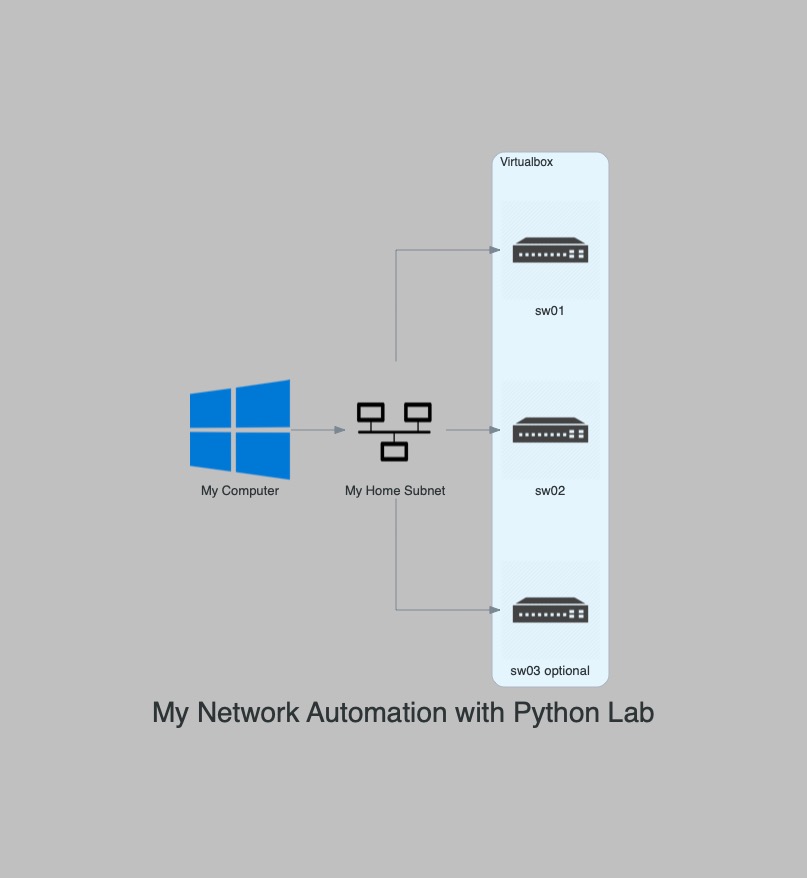 Virtualbox
sw01
My Computer
My Home Subnet
sw02
sw03 optional
My Network Automation with Python Lab